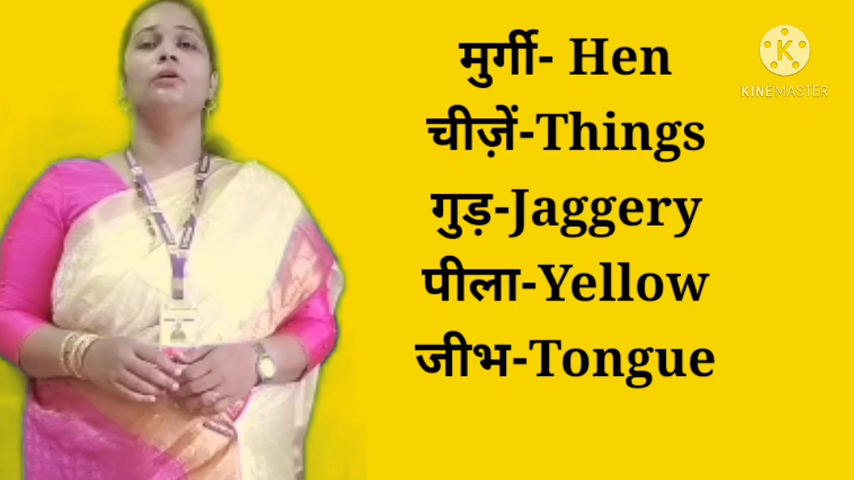 मुर्गी- Hen
चीज़ें-Things
गुड़-Jaggery
पीला-Yellow
जीभ-Tongue
K
KINEMASTER